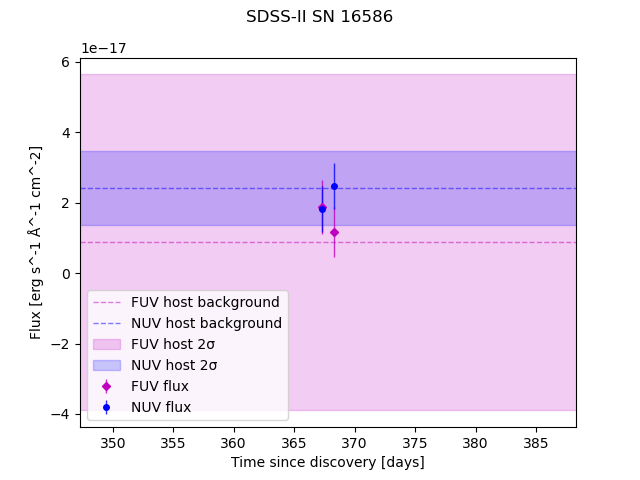 SDSS-II SN 16586
1e−17
6
4
2
0
−2
−4
Flux [erg s^-1 Å^-1 cm^-2]
FUV host background
NUV host background
FUV host 2σ
NUV host 2σ
FUV flux
NUV flux
350 355 360 365 370 375 380 385
Time since discovery [days]